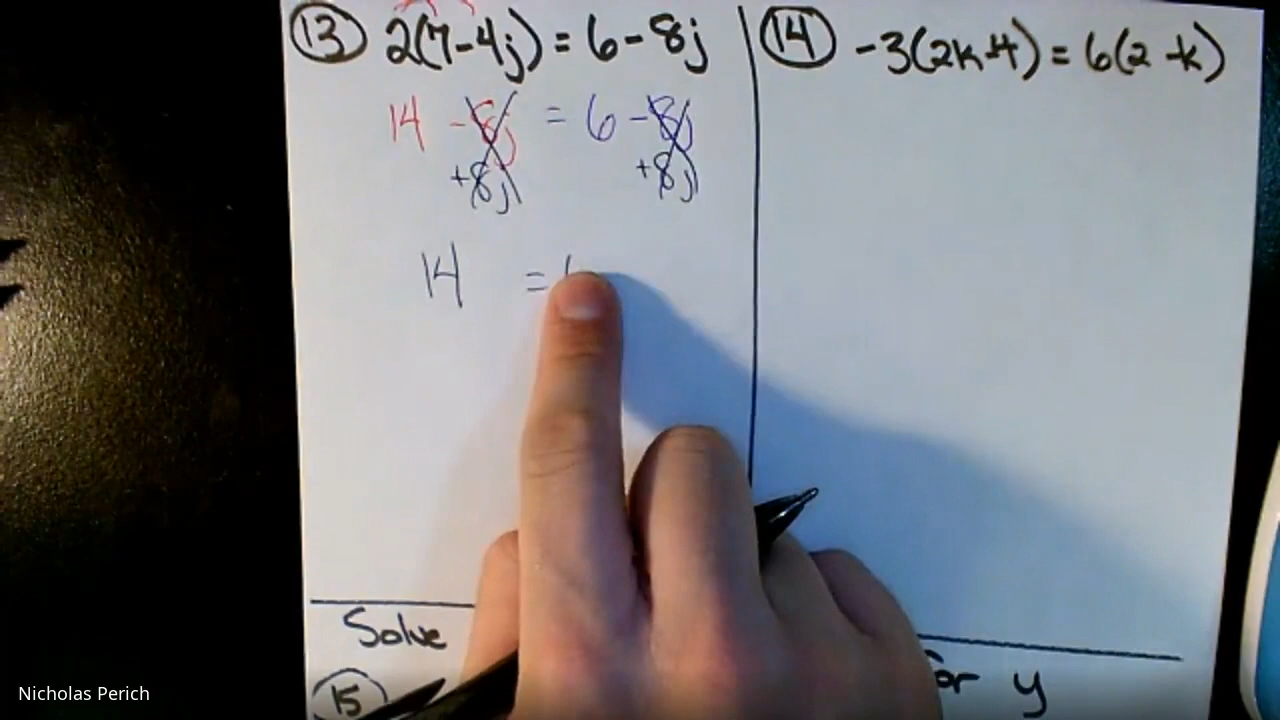 13 2(7-4j) = 6-8j
14 -8j = 6 -8j
+8j +8j
14 =
14 -3(2k+4) = 6(2-k)
Solve for y
15
Nicholas Perich